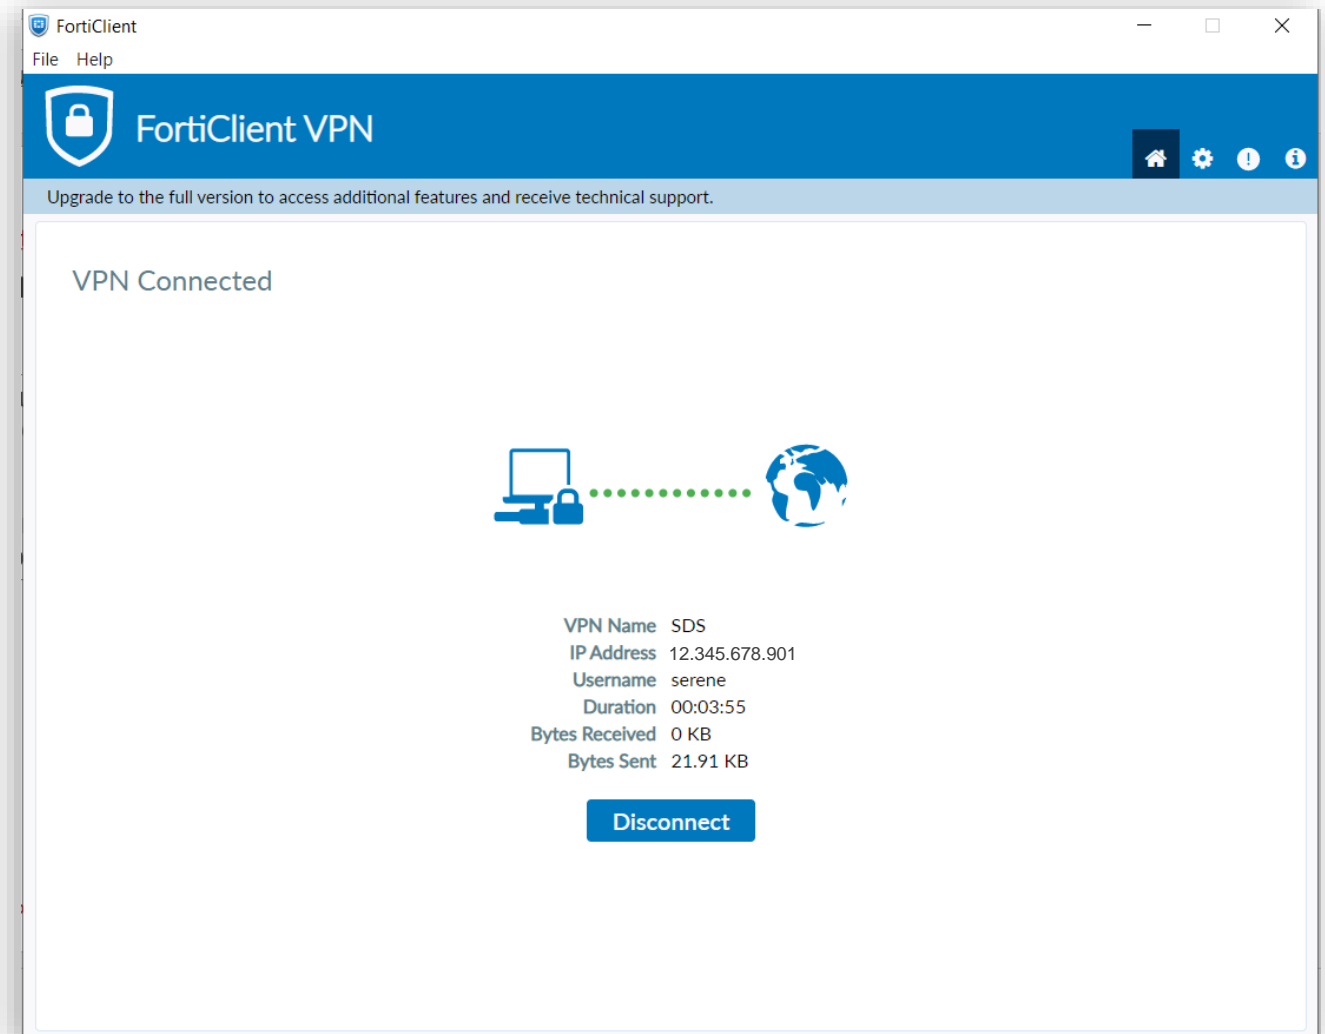 FortiClient
File Help
FortiClient VPN
Upgrade to the full version to access additional features and receive technical support.
VPN Connected
VPN Name SDS
IP Address 12.345.678.901
Username serene
Duration 00:03:55
Bytes Received 0 KB
Bytes Sent 21.91 KB
Disconnect